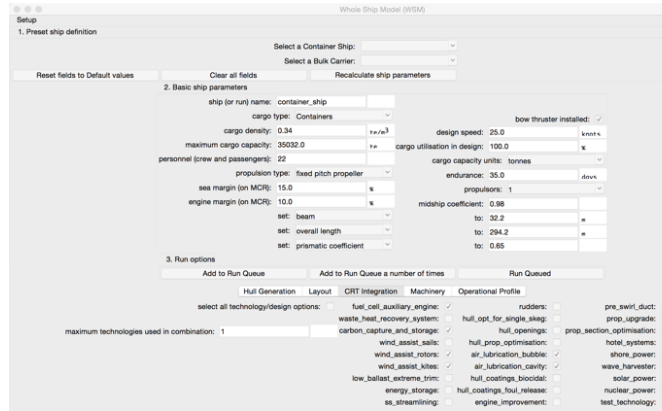 Whole Ship Model (WSM)
Setup
1. Preset ship definition
Select a Container Ship:
Select a Bulk Carrier:
Reset fields to Default values Clear all fields Recalculate ship parameters
2. Basic ship parameters
ship (or run) name: container_ship
cargo type: Containers bow thruster installed:
cargo density: 0.34 te/m³ design speed: 25.0 knots
maximum cargo capacity: 35032.0 te cargo utilisation in design: 100.0 %
personnel (crew and passengers): 22 cargo capacity units: tonnes
propulsion type: fixed pitch propeller endurance: 35.0 days
sea margin (on MCR): 15.0 % propulsors: 1
engine margin (on MCR): 10.0 % midship coefficient: 0.98
set: beam to: 32.2 m
set: overall length to: 294.2 m
set: prismatic coefficient to: 0.65
3. Run options
Add to Run Queue Add to Run Queue a number of times Run Queued
Hull Generation Layout CRT Integration Machinery Operational Profile
select all technology/design options: fuel_cell_auxiliary_engine: rudders: pre_swirl_duct:
waste_heat_recovery_system: hull_opt_for_single_skeg: prop_upgrade:
maximum technologies used in combination: 1 carbon_capture_and_storage: hull_openings: prop_section_optimisation:
wind_assist_sails: hull_prop_optimisation: hotel_systems:
wind_assist_rotors: air_lubrication_bubble: shore_power:
wind_assist_kites: air_lubrication_cavity: wave_harvester:
low_ballast_extreme_trim: hull_coatings_biocidal: solar_power:
energy_storage: hull_coatings_foul_release: nuclear_power:
ss_streamlining: engine_improvement: test_technology: